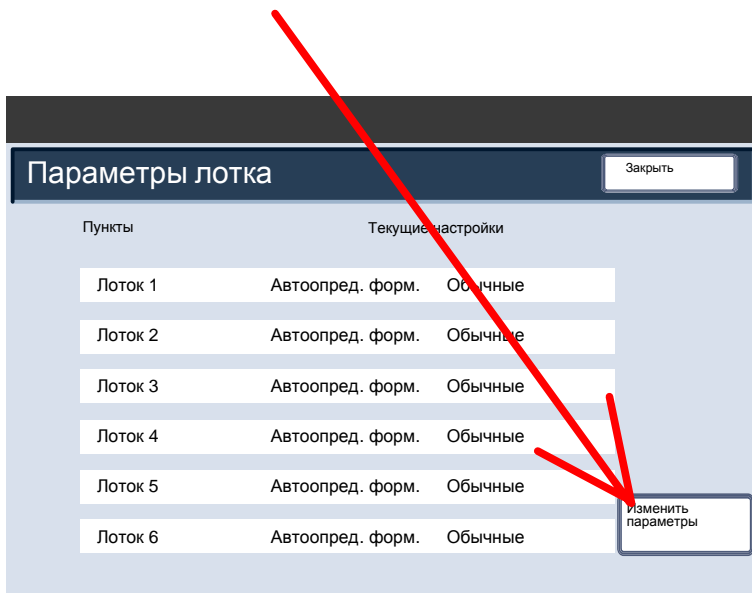 Параметры лотка Закрыть
Пункты Текущие настройки
Лоток 1 Автоопред. форм. Обычные
Лоток 2 Автоопред. форм. Обычные
Лоток 3 Автоопред. форм. Обычные
Лоток 4 Автоопред. форм. Обычные
Лоток 5 Автоопред. форм. Обычные
Лоток 6 Автоопред. форм. Обычные
Изменить
параметры